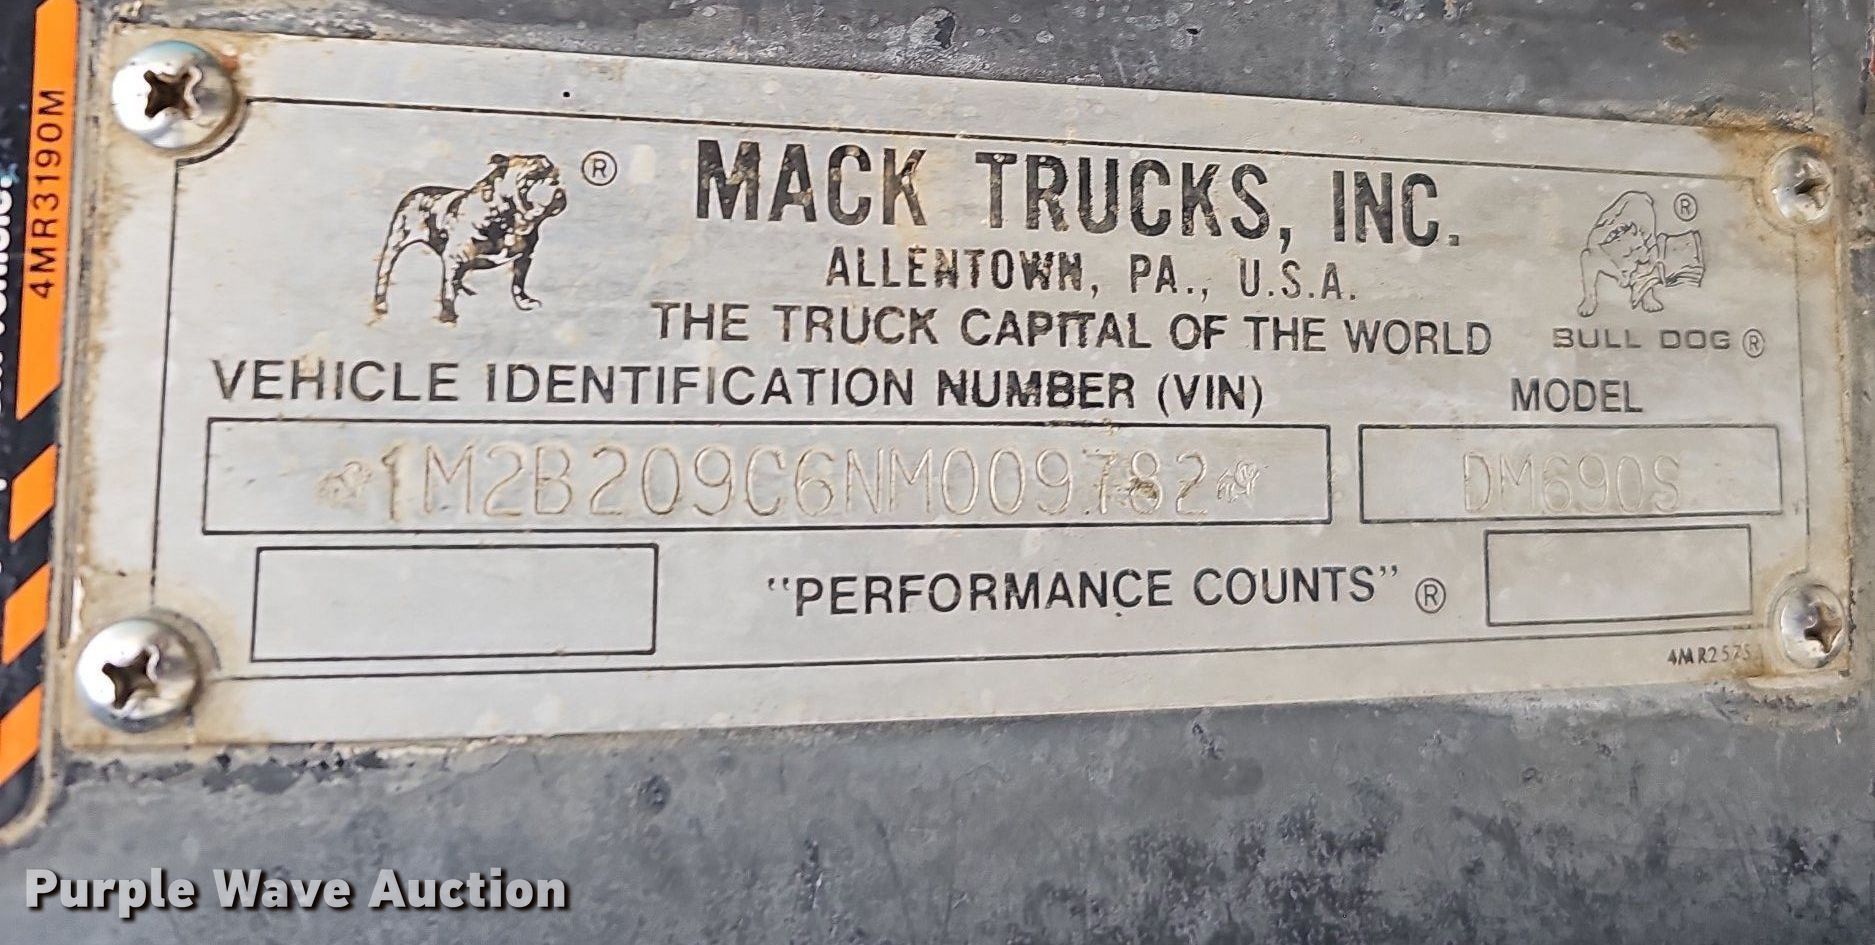 4MR3190M
® MACK TRUCKS, INC. ®
ALLENTOWN, PA., U.S.A.
THE TRUCK CAPITAL OF THE WORLD
BULL DOG ®
VEHICLE IDENTIFICATION NUMBER (VIN)
MODEL
1M2B209C6NM009782
DM690S
"PERFORMANCE COUNTS" ®
Purple Wave Auction